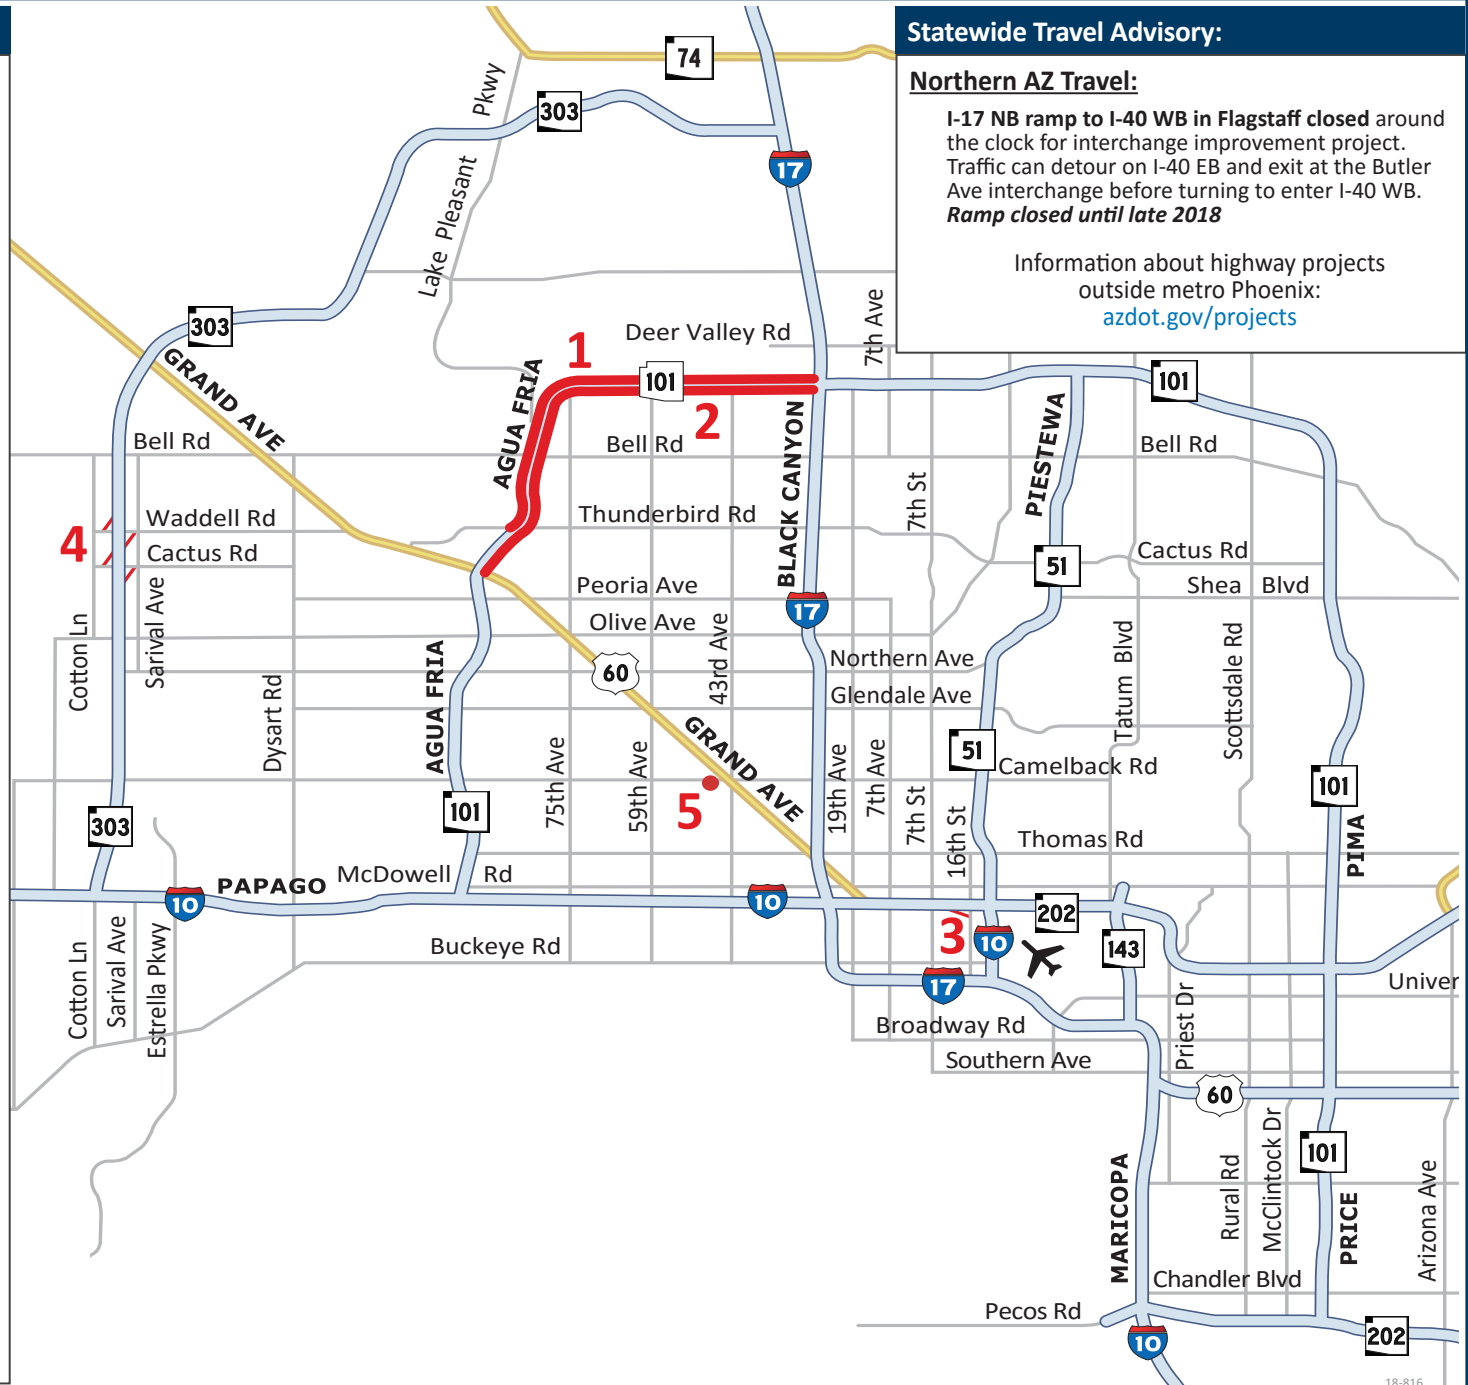 Statewide Travel Advisory:
Northern AZ Travel:
I-17 NB ramp to I-40 WB in Flagstaff closed around
the clock for interchange improvement project.
Traffic can detour on I-40 EB and exit at the Butler
Ave interchange before turning to enter I-40 WB.
Ramp closed until late 2018
Information about highway projects
outside metro Phoenix:
azdot.gov/projects
74
Lake Pleasant Pkwy
303
17
303
GRAND AVE
Deer Valley Rd
7th Ave
1
101
2
101
AGUA FRIA
BLACK CANYON
PIESTEWA
Bell Rd
Bell Rd
Bell Rd
Waddell Rd
Thunderbird Rd
7th St
4
Cactus Rd
Cactus Rd
51
Peoria Ave
Shea Blvd
17
Olive Ave
Cotton Ln
Sarival Ave
Dysart Rd
AGUA FRIA
60
43rd Ave
Northern Ave
Glendale Ave
Tatum Blvd
Scottsdale Rd
GRAND AVE
51
Camelback Rd
75th Ave
59th Ave
5
19th Ave
7th Ave
7th St
16th St
101
303
101
Thomas Rd
PIMA
PAPAGO
McDowell Rd
10
10
202
3
10
143
Buckeye Rd
Cotton Ln
Sarival Ave
Estrella Pkwy
17
Univer
Broadway Rd
Priest Dr
Southern Ave
60
MARICOPA
Rural Rd
McClintock Dr
101
PRICE
Arizona Ave
Chandler Blvd
Pecos Rd
10
202
18-816